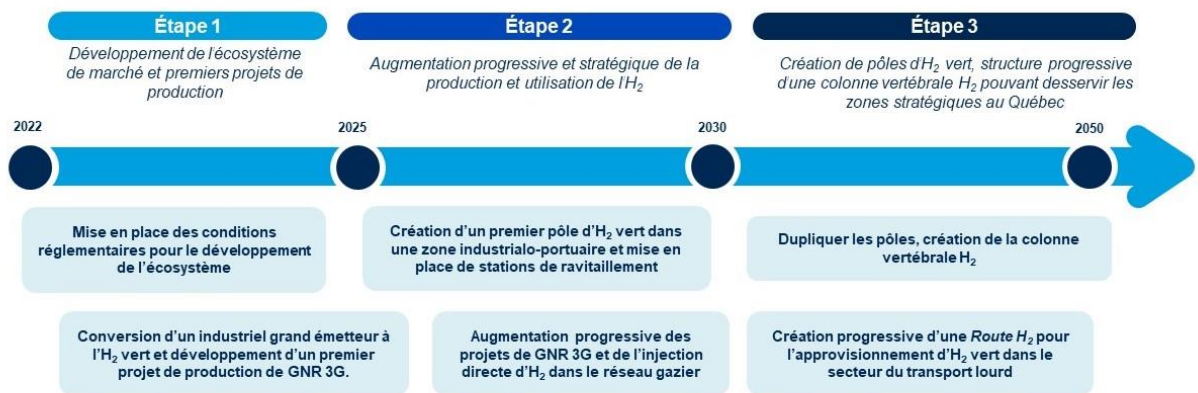 Étape 1
Développement de l'écosystème
de marché et premiers projets de
production
Étape 2
Augmentation progressive et stratégique de la
production et utilisation de l'H₂
Étape 3
Création de pôles d'H₂ vert, structure progressive
d'une colonne vertébrale H₂ pouvant desservir les
zones stratégiques au Québec
2022
2025
2030
2050
Mise en place des conditions
réglementaires pour le développement
de l'écosystème
Création d'un premier pôle d'H₂ vert dans
une zone industrialo-portuaire et mise en
place de stations de ravitaillement
Dupliquer les pôles, création de la colonne
vertébrale H₂
Conversion d'un industriel grand émetteur à
l'H₂ vert et développement d'un premier
projet de production de GNR 3G.
Augmentation progressive des
projets de GNR 3G et de l'injection
directe d'H₂ dans le réseau gazier
Création progressive d'une Route H₂ pour
l'approvisionnement d'H₂ vert dans le
secteur du transport lourd